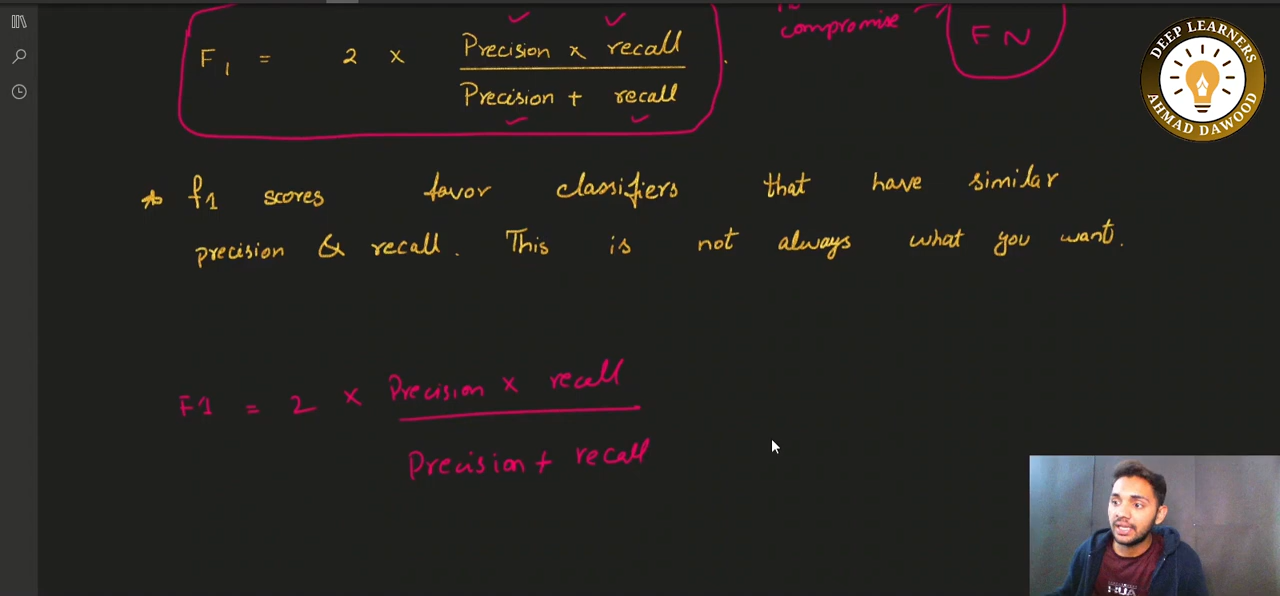 to
compromise
F N
F1 = 2 × Precision × recall
Precision + recall .
DEEP LEARNERS
AHMAD DAWOOD
* f1 scores favor classifiers that have similar
precision & recall. This is not always what you want.
F1 = 2 × Precision × recall
Precision + recall